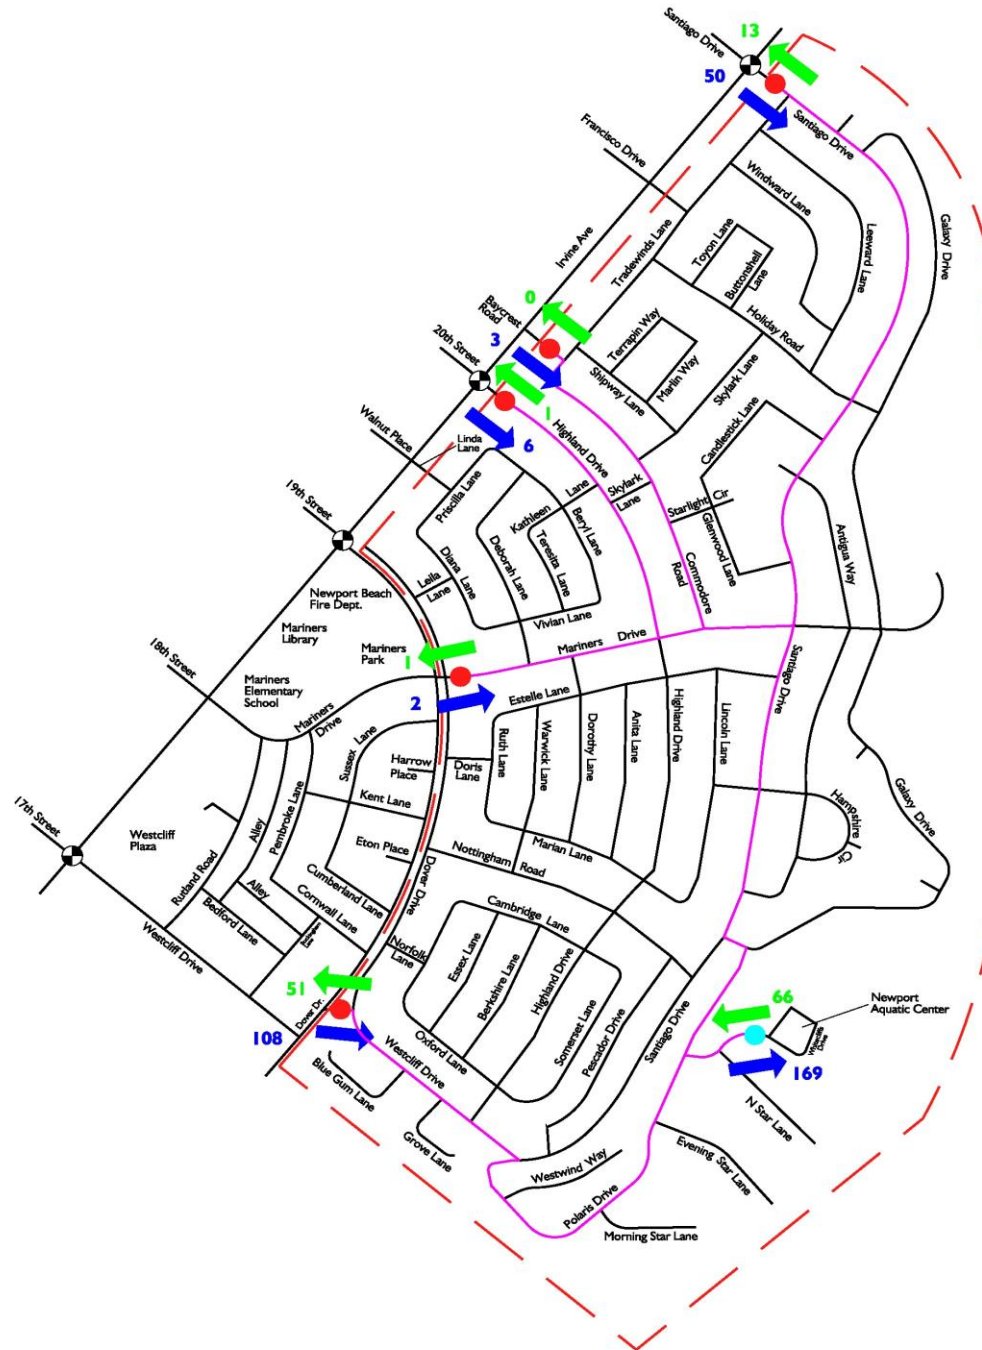 Santiago Drive
13
50
Santiago Drive
Francisco Drive
Windward Lane
Irvine Ave
Tradewinds Lane
Toyon Lane
Buttonshell
Lane
Leeward Lane
Galaxy Drive
Holiday Road
0
Baycrest
Road
3
20th Street
Terrapin Way
Marlin Way
Shipway Lane
Skylark Lane
Candlestick Lane
1
6
Highland Drive
Walnut Place
Linda
Lane
Priscilla Lane
Kathleen Lane
Skylark
Lane
Beryl Lane
Starlight Cir
Glenwood Lane
19th Street
Deborah Lane
Teresita Lane
Diana Lane
Leila
Lane
Commodore
Road
Antigua Way
Newport Beach
Fire Dept.
Mariners
Library
Vivian Lane
Mariners Drive
Mariners
Park
1
18th Street
Mariners
Elementary
School
2
Estelle Lane
Santiago Drive
Mariners
Drive
Sussex Lane
Harrow
Place
Doris
Lane
Ruth Lane
Warwick Lane
Dorothy Lane
Anita Lane
Highland Drive
Lincoln Lane
Kent Lane
Pembroke Lane
Alley
Hampshire
Cir
Galaxy Drive
17th Street
Westcliff
Plaza
Eton Place
Marian Lane
Nottingham
Road
Dover Drive
Rutland Road
Alley
Cumberland Lane
Cornwall Lane
Bedford Lane
Cambridge Lane
Westcliff Drive
Norfolk
Lane
Essex Lane
Berkshire Lane
Highland Drive
Somerset Lane
Pescador Drive
Santiago Drive
51
Dover Dr.
108
66
Newport
Aquatic Center
169
Oxford Lane
Westcliff Drive
Blue Gum Lane
N Star Lane
Grove Lane
Evening Star Lane
Westwind Way
Polaris Drive
Morning Star Lane